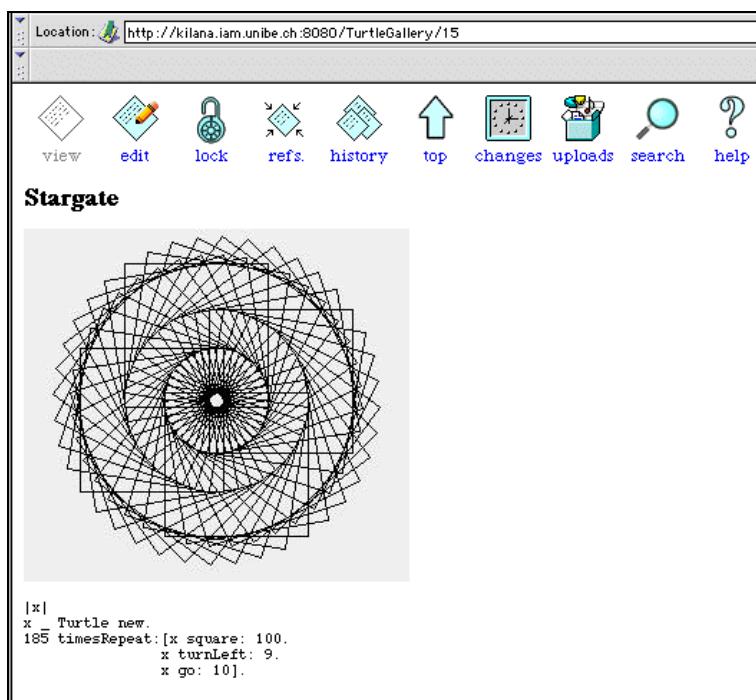 Location: http://kilana.iam.unibe.ch:8080/TurtleGallery/15
view edit lock refs. history top changes uploads search help
Stargate
|x|
x _ Turtle new.
185 timesRepeat:[x square: 100.
x turnLeft: 9.
x go: 10].